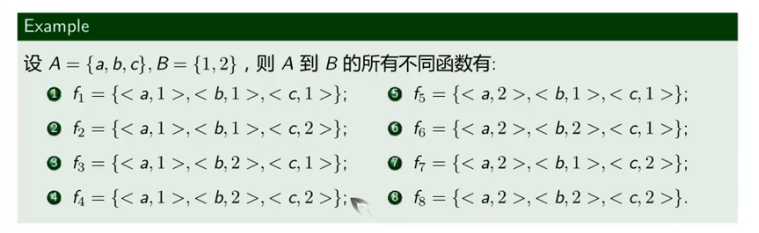 Example
设 A = {a, b, c}, B = {1, 2}，则 A 到 B 的所有不同函数有:
1 f₁ = {< a, 1 >, < b, 1 >, < c, 1 >};
2 f₂ = {< a, 1 >, < b, 1 >, < c, 2 >};
3 f₃ = {< a, 1 >, < b, 2 >, < c, 1 >};
4 f₄ = {< a, 1 >, < b, 2 >, < c, 2 >};
5 f₅ = {< a, 2 >, < b, 1 >, < c, 1 >};
6 f₆ = {< a, 2 >, < b, 2 >, < c, 1 >};
7 f₇ = {< a, 2 >, < b, 1 >, < c, 2 >};
8 f₈ = {< a, 2 >, < b, 2 >, < c, 2 >}.